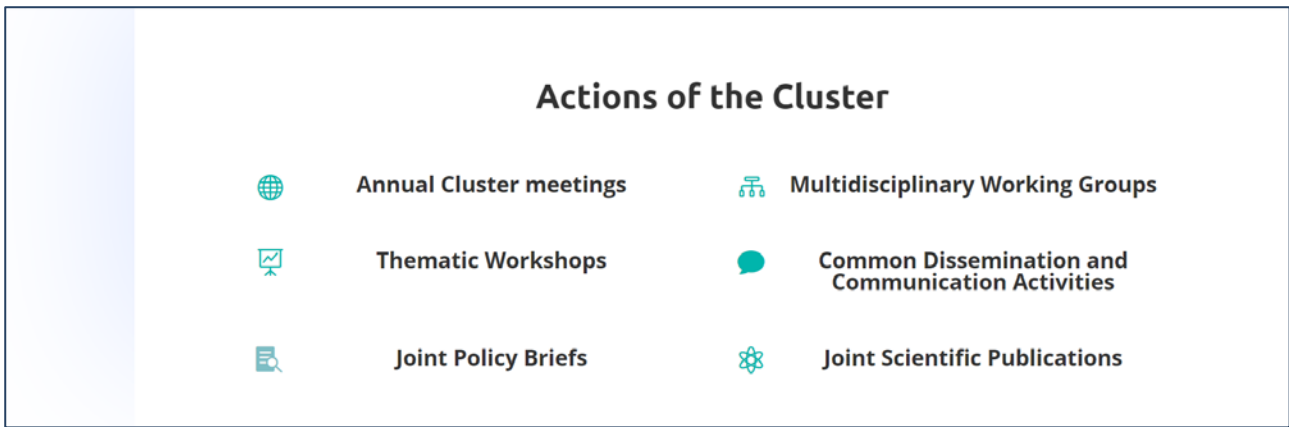 Actions of the Cluster
Annual Cluster meetings
Multidisciplinary Working Groups
Thematic Workshops
Common Dissemination and
Communication Activities
Joint Policy Briefs
Joint Scientific Publications